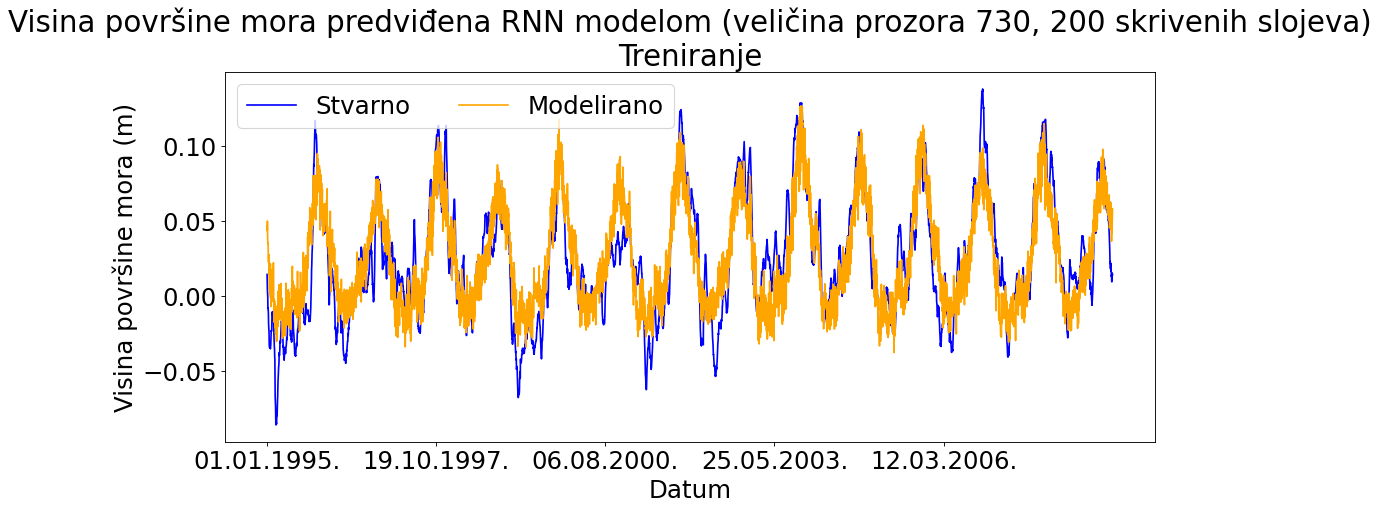 Visina površine mora predviđena RNN modelom (veličina prozora 730, 200 skrivenih slojeva)
Treniranje
Stvarno
Modelirano
Visina površine mora (m)
0.10
0.05
0.00
−0.05
01.01.1995.
19.10.1997.
06.08.2000.
25.05.2003.
12.03.2006.
Datum